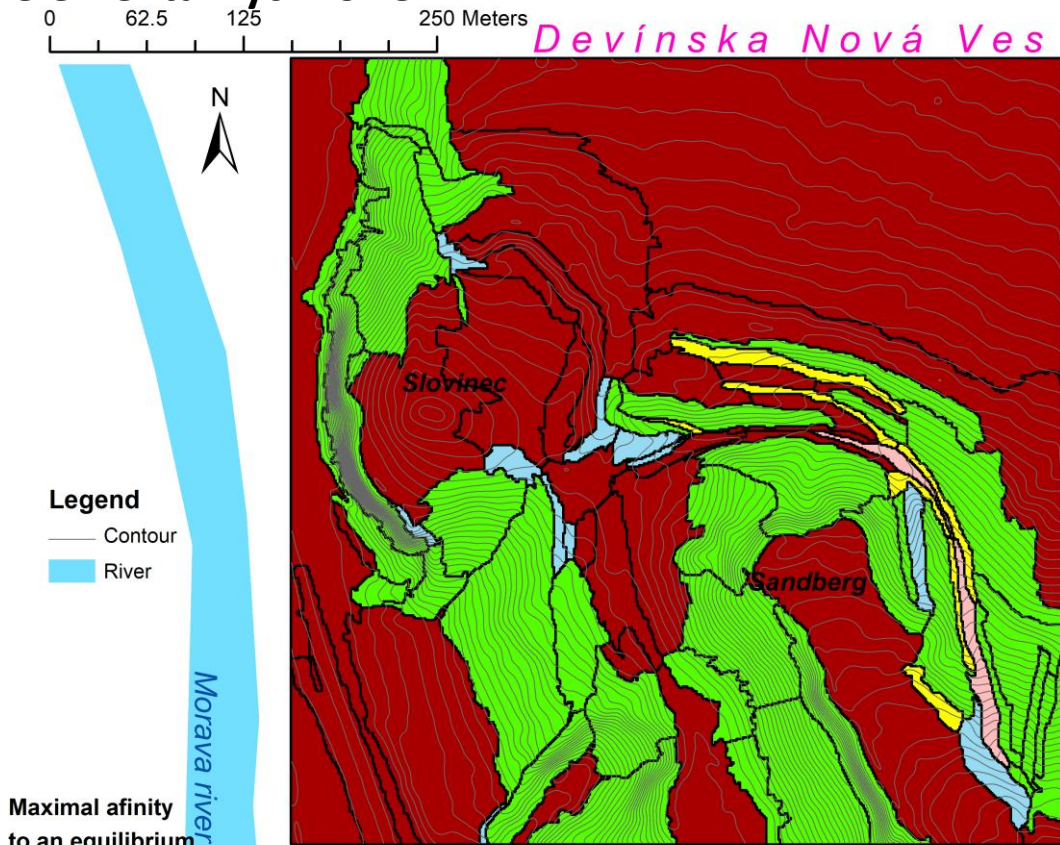 0 62.5 125 250 Meters
Devínska Nová Ves
N
Slovinec
Legend
Contour
River
Sandberg
Morava river
Maximal afinity
to an equilibrium